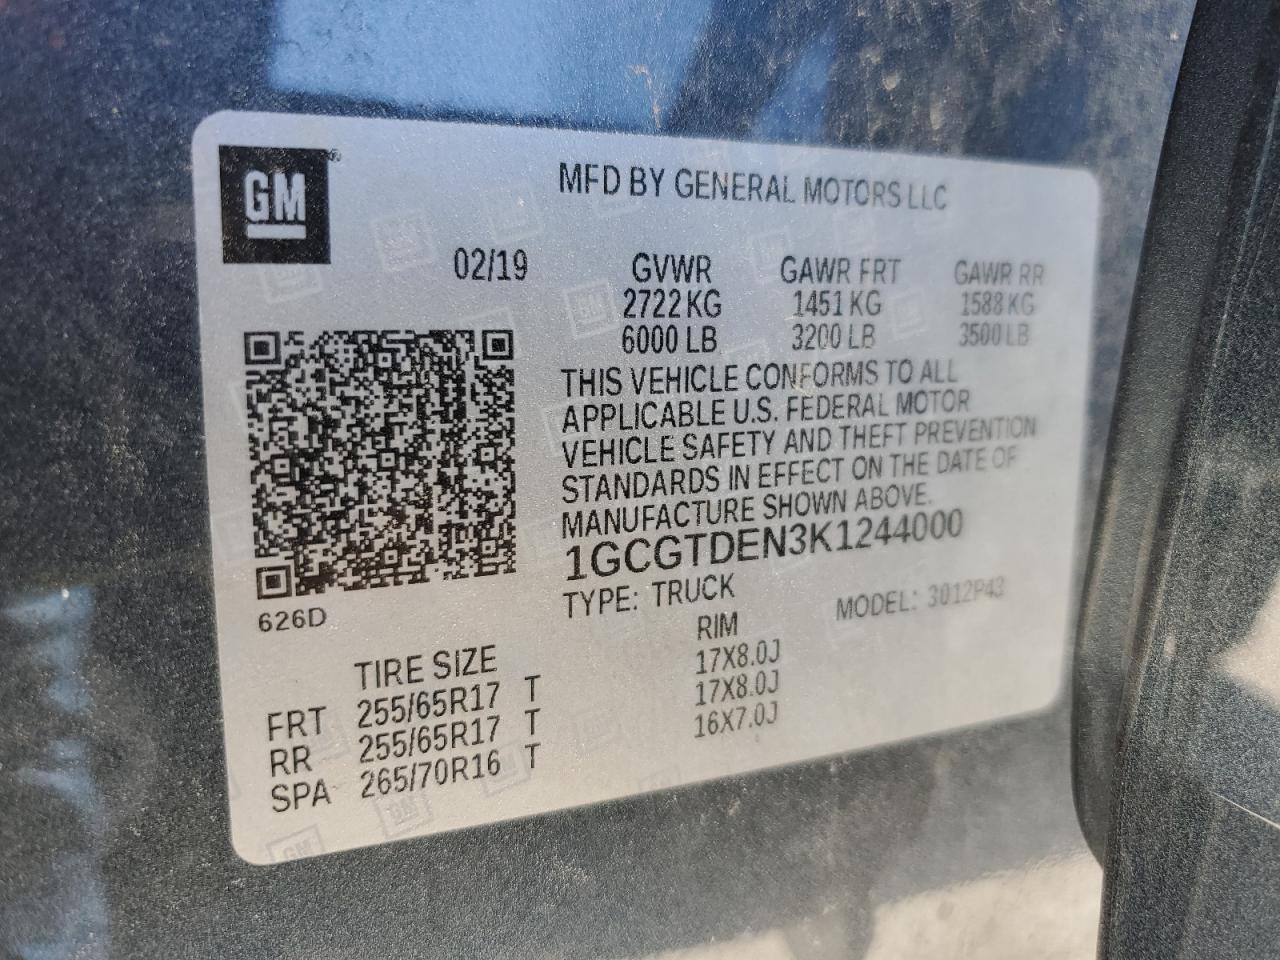 GM
MFD BY GENERAL MOTORS LLC
02/19 GVWR GAWR FRT GAWR RR
2722 KG 1451 KG 1588 KG
6000 LB 3200 LB 3500 LB
THIS VEHICLE CONFORMS TO ALL
APPLICABLE U.S. FEDERAL MOTOR
VEHICLE SAFETY AND THEFT PREVENTION
STANDARDS IN EFFECT ON THE DATE OF
MANUFACTURE SHOWN ABOVE.
1GCGTDEN3K1244000
TYPE: TRUCK MODEL: 3012P43
626D
TIRE SIZE RIM
FRT 255/65R17 T 17X8.0J
RR 255/65R17 T 17X8.0J
SPA 265/70R16 T 16X7.0J